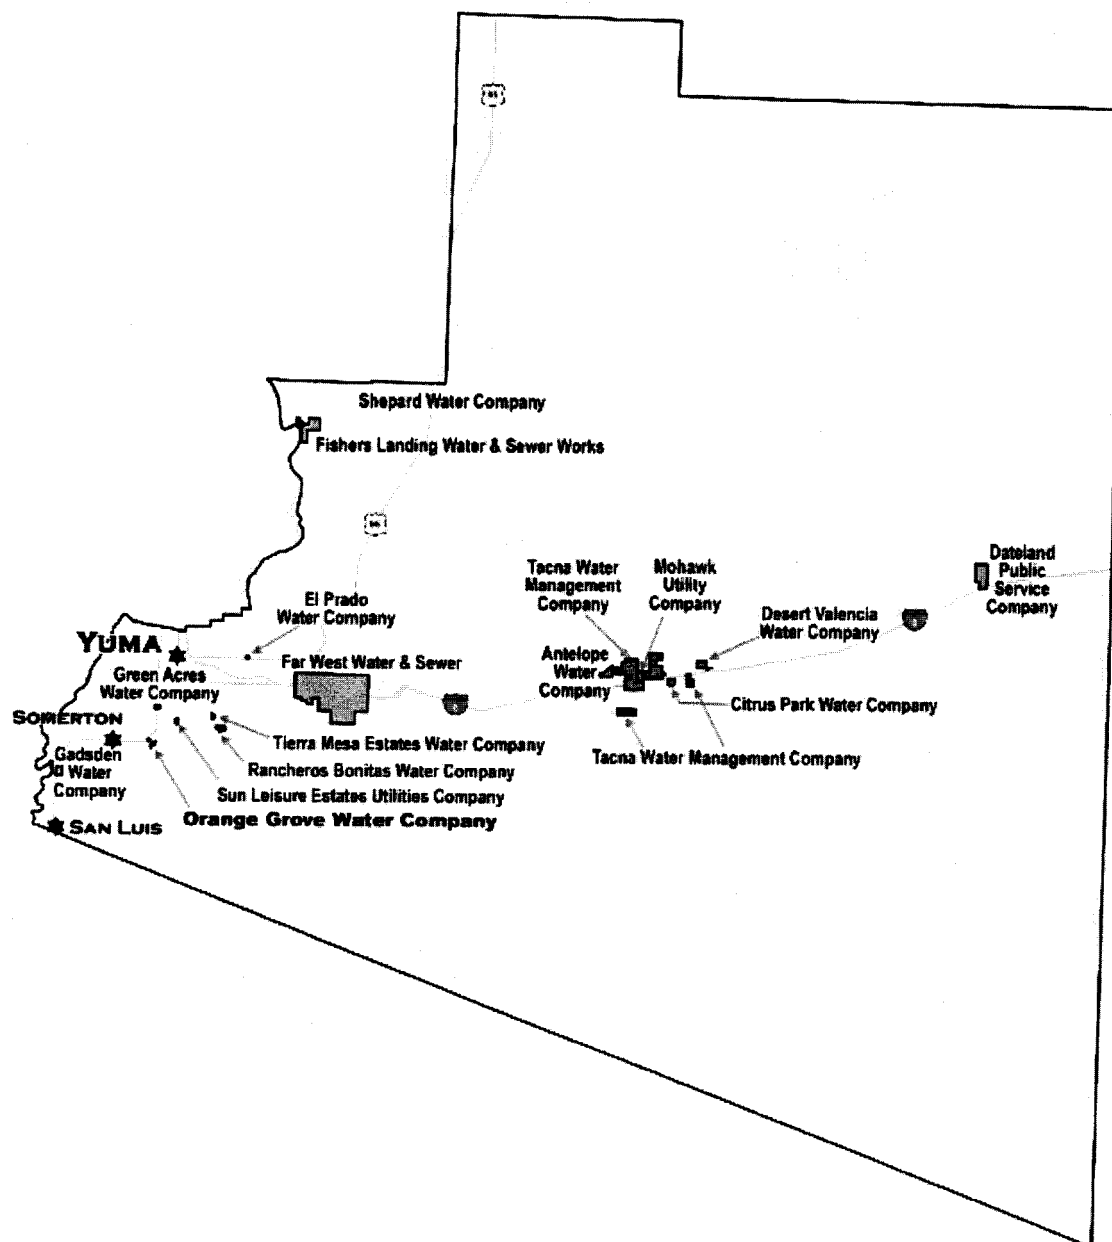 Shepard Water Company
Fishers Landing Water & Sewer Works
Dateland
Public
Service
Company
Tacna Water
Management
Company
Mohawk
Utility
Company
El Prado
Water Company
Desert Valencia
Water Company
YUMA
Far West Water & Sewer
Antelope
Water
Company
Green Acres
Water Company
Citrus Park Water Company
SOMERTON
Tierra Mesa Estates Water Company
Gadsden
Water
Company
Tacna Water Management Company
Rancheros Bonitas Water Company
Sun Leisure Estates Utilities Company
Orange Grove Water Company
SAN LUIS